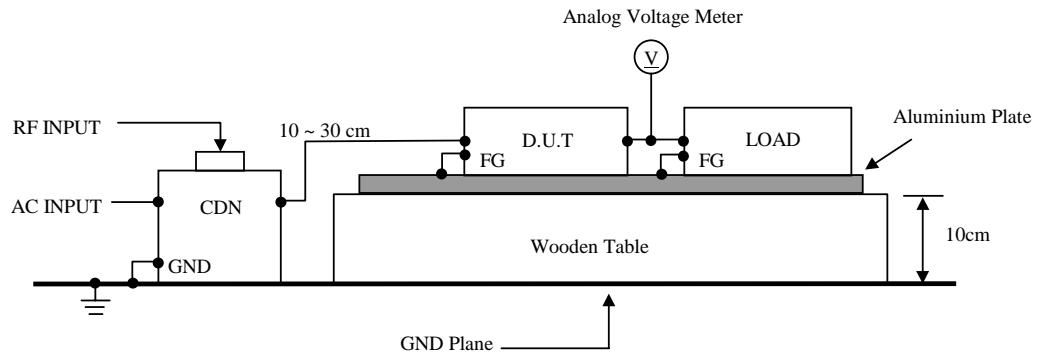 Analog Voltage Meter
V
RF INPUT
10 ~ 30 cm
D.U.T
LOAD
Aluminium Plate
FG
FG
AC INPUT
CDN
Wooden Table
10cm
GND
GND Plane